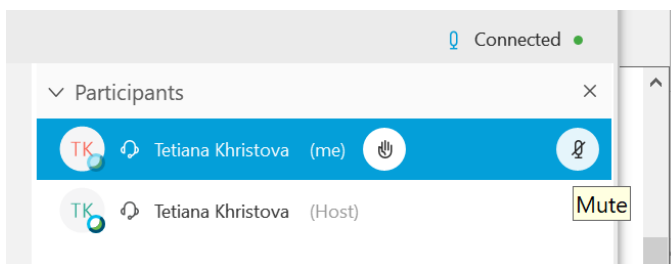 Connected
Participants
TK Tetiana Khristova (me)
Mute
TK Tetiana Khristova (Host)